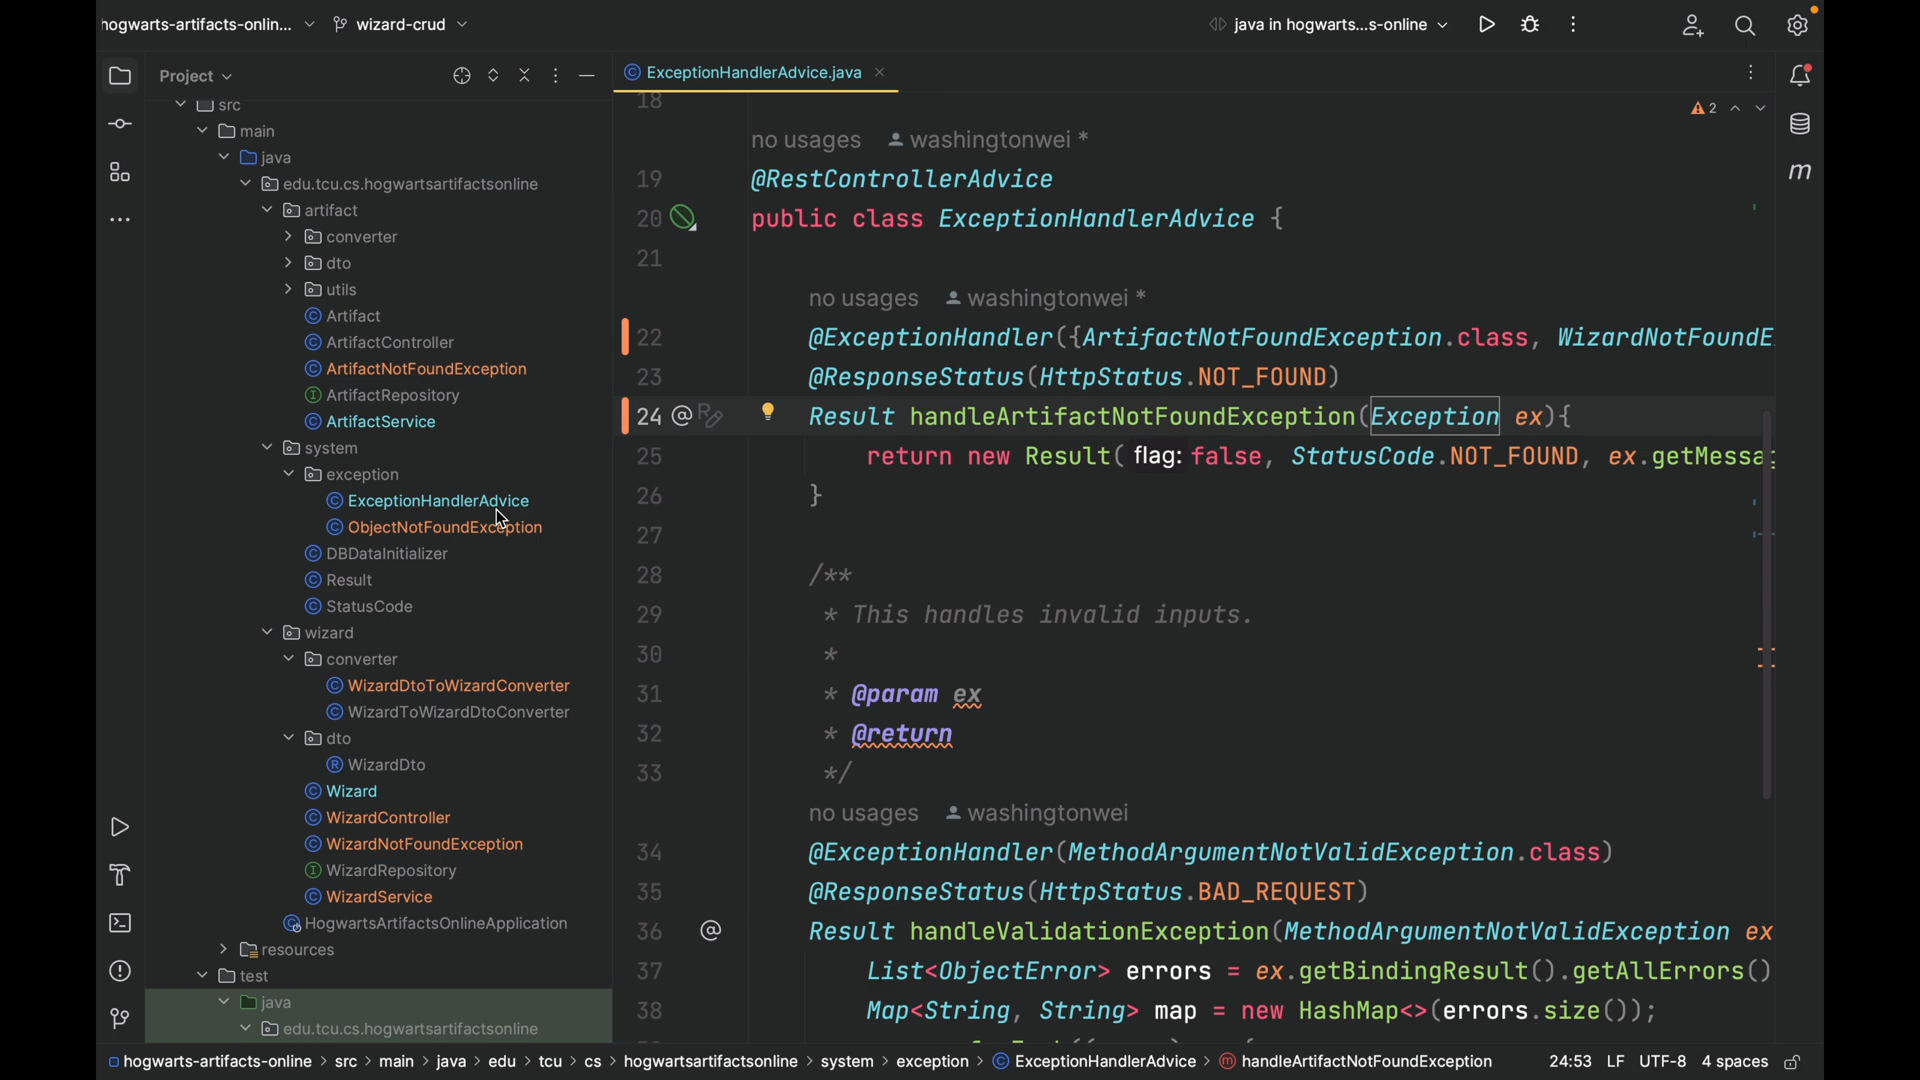 hogwarts-artifacts-onlin...
wizard-crud
java in hogwarts...s-online
Project
src
main
java
edu.tcu.cs.hogwartsartifactsonline
artifact
converter
dto
utils
Artifact
ArtifactController
ArtifactNotFoundException
ArtifactRepository
ArtifactService
system
exception
ExceptionHandlerAdvice
ObjectNotFoundException
DBDataInitializer
Result
StatusCode
wizard
converter
WizardDtoToWizardConverter
WizardToWizardDtoConverter
dto
WizardDto
Wizard
WizardController
WizardNotFoundException
WizardRepository
WizardService
HogwartsArtifactsOnlineApplication
resources
test
java
edu.tcu.cs.hogwartsartifactsonline
ExceptionHandlerAdvice.java
2
18
no usages washingtonwei *
19 @RestControllerAdvice
20 public class ExceptionHandlerAdvice {
21
no usages washingtonwei *
22 @ExceptionHandler({ArtifactNotFoundException.class, WizardNotFoundE
23 @ResponseStatus(HttpStatus.NOT_FOUND)
24 Result handleArtifactNotFoundException(Exception ex){
25 return new Result( flag: false, StatusCode.NOT_FOUND, ex.getMessag
26 }
27
28 /**
29 * This handles invalid inputs.
30 *
31 * @param ex
32 * @return
33 */
no usages washingtonwei
34 @ExceptionHandler(MethodArgumentNotValidException.class)
35 @ResponseStatus(HttpStatus.BAD_REQUEST)
36 Result handleValidationException(MethodArgumentNotValidException ex
37 List<ObjectError> errors = ex.getBindingResult().getAllErrors()
38 Map<String, String> map = new HashMap<>(errors.size());
hogwarts-artifacts-online > src > main > java > edu > tcu > cs > hogwartsartifactsonline > system > exception > ExceptionHandlerAdvice > handleArtifactNotFoundException 24:53 LF UTF-8 4 spaces